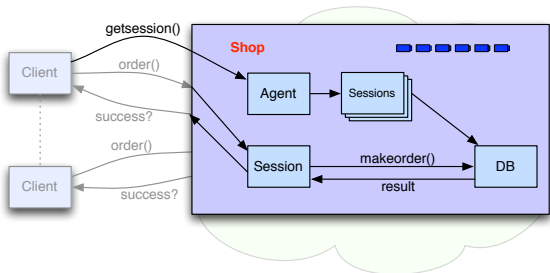 getsession()
Shop
Client
order()
Agent
Sessions
success?
order()
Client
success?
Session
makeorder()
result
DB